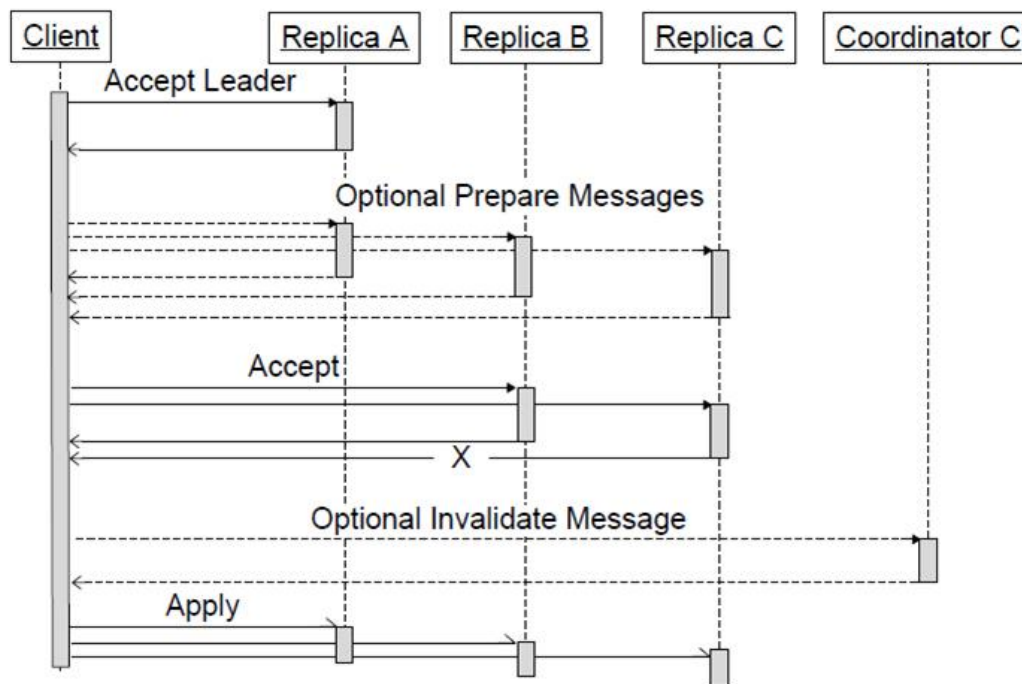 Client
Replica A
Replica B
Replica C
Coordinator C
Accept Leader
Optional Prepare Messages
Accept
X
Optional Invalidate Message
Apply